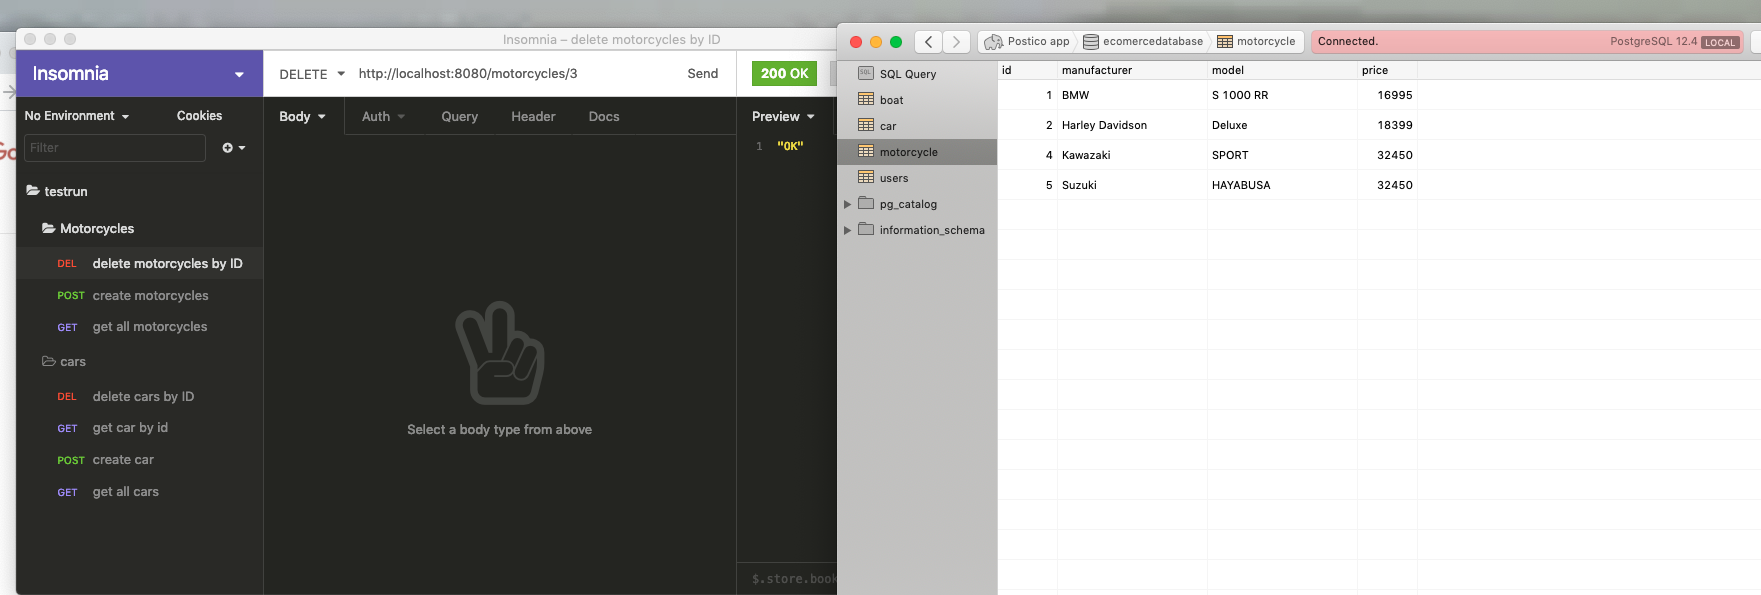 Insomnia – delete motorcycles by ID
Insomnia
DELETE http://localhost:8080/motorcycles/3 Send
200 OK
No Environment Cookies
Filter
testrun
Motorcycles
DEL delete motorcycles by ID
POST create motorcycles
GET get all motorcycles
cars
DEL delete cars by ID
GET get car by id
POST create car
GET get all cars
Body Auth Query Header Docs
Select a body type from above
Preview
1 "OK"
$.store.book
Postico app ecomercedatabase motorcycle
Connected. PostgreSQL 12.4 LOCAL
SQL SQL Query
boat
car
motorcycle
users
pg_catalog
information_schema
id manufacturer model price
1 BMW S 1000 RR 16995
2 Harley Davidson Deluxe 18399
4 Kawazaki SPORT 32450
5 Suzuki HAYABUSA 32450